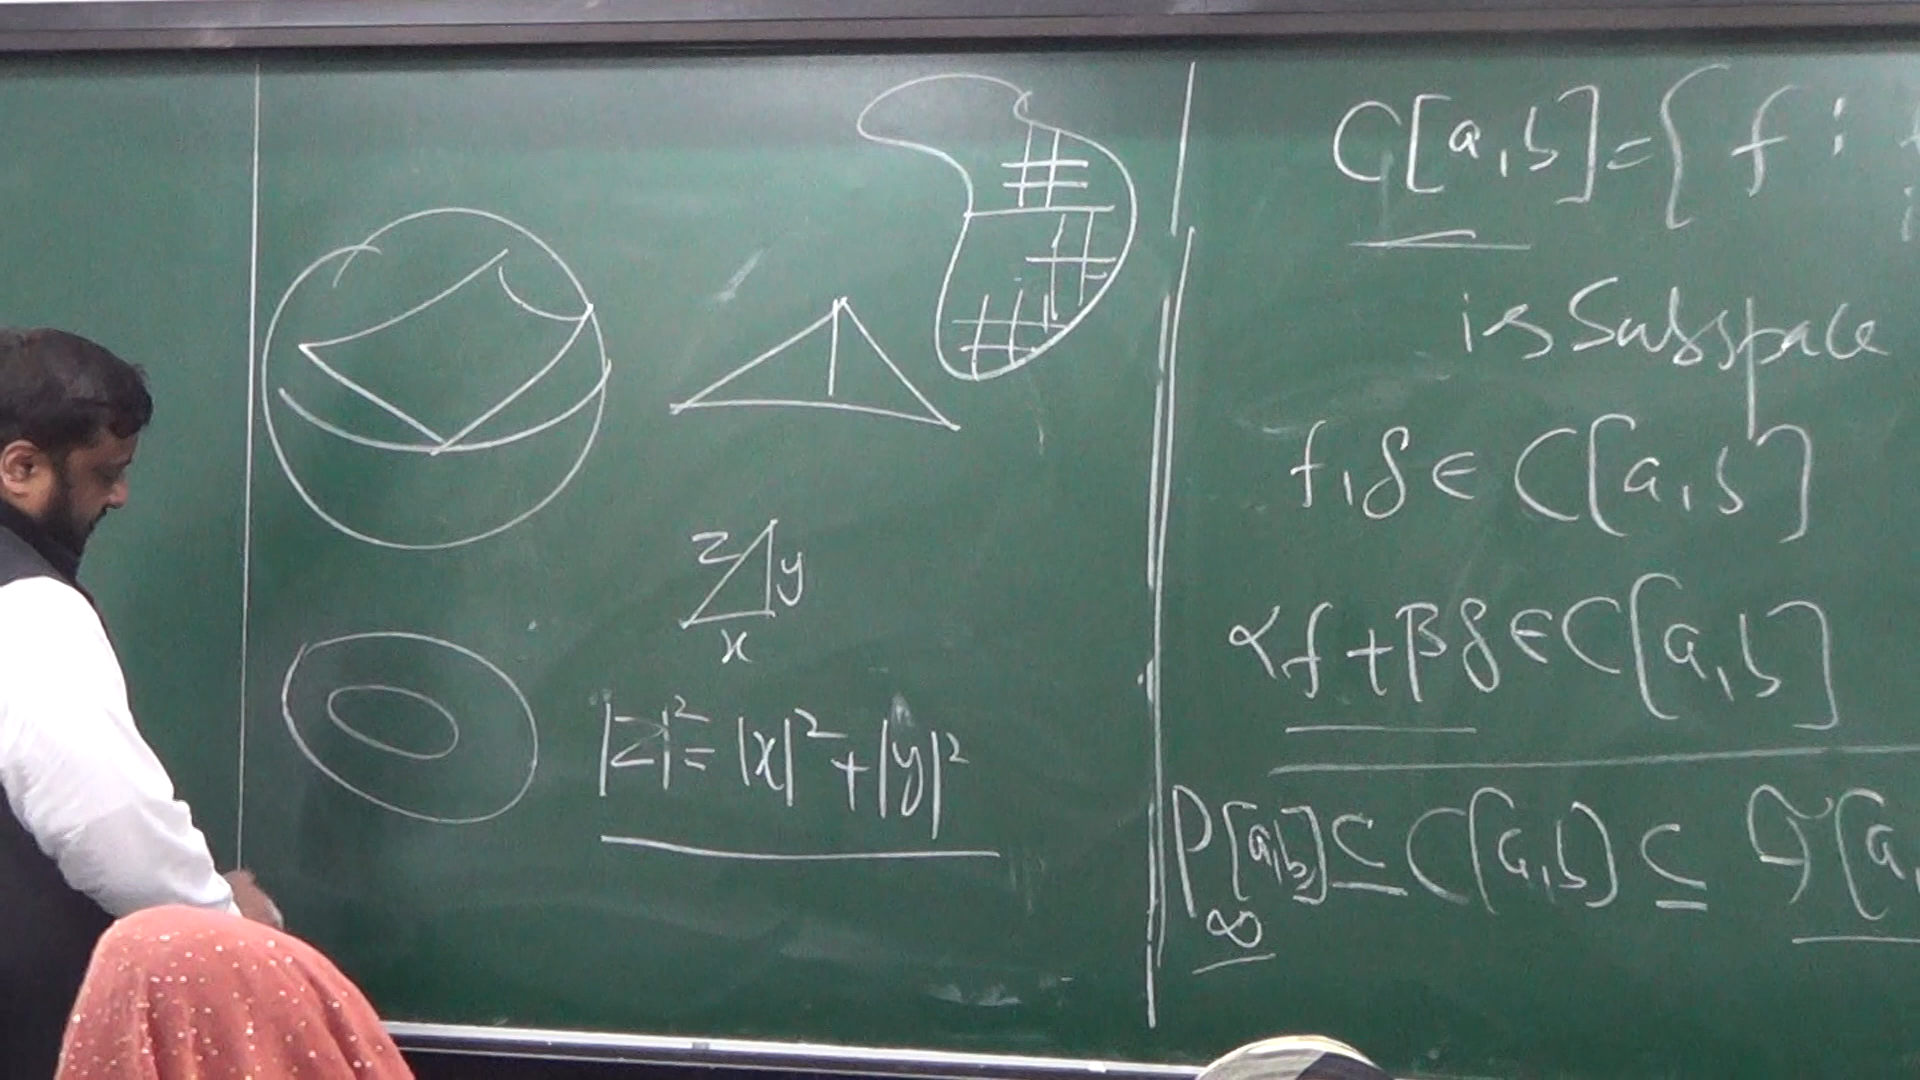 z y
x
|z|² = |x|² + |y|²
C[a,b] = { f :
is Subspace
f, g ∈ C[a,b]
αf + βg ∈ C[a,b]
P∞[a,b] ⊆ C[a,b] ⊆ F[a,